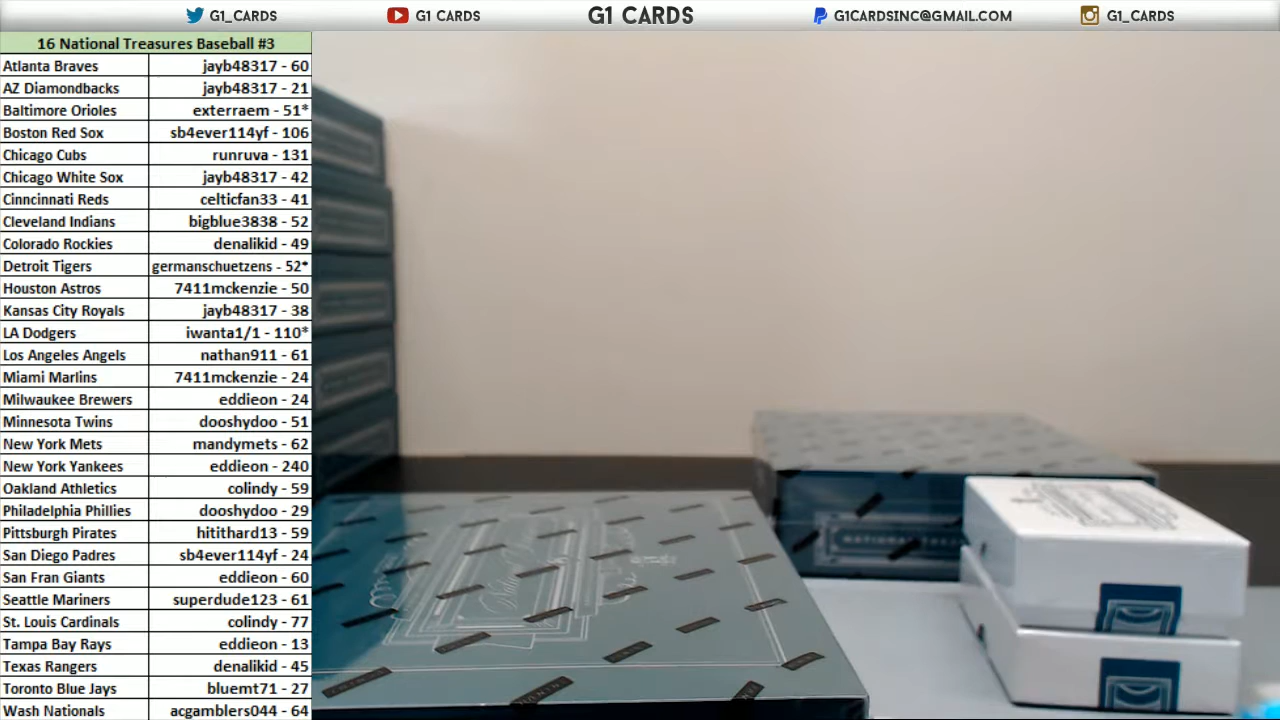 G1_CARDS
G1 CARDS
G1 CARDS
G1CARDSINC@GMAIL.COM
G1_CARDS
16 National Treasures Baseball #3
Atlanta Braves jayb48317 - 60
AZ Diamondbacks jayb48317 - 21
Baltimore Orioles exterraem - 51*
Boston Red Sox sb4ever114yf - 106
Chicago Cubs runruva - 131
Chicago White Sox jayb48317 - 42
Cinncinnati Reds celticfan33 - 41
Cleveland Indians bigblue3838 - 52
Colorado Rockies denalikid - 49
Detroit Tigers germanschuetzens - 52*
Houston Astros 7411mckenzie - 50
Kansas City Royals jayb48317 - 38
LA Dodgers iwanta1/1 - 110*
Los Angeles Angels nathan911 - 61
Miami Marlins 7411mckenzie - 24
Milwaukee Brewers eddieon - 24
Minnesota Twins dooshydoo - 51
New York Mets mandymets - 62
New York Yankees eddieon - 240
Oakland Athletics colindy - 59
Philadelphia Phillies dooshydoo - 29
Pittsburgh Pirates hitithard13 - 59
San Diego Padres sb4ever114yf - 24
San Fran Giants eddieon - 60
Seattle Mariners superdude123 - 61
St. Louis Cardinals colindy - 77
Tampa Bay Rays eddieon - 13
Texas Rangers denalikid - 45
Toronto Blue Jays bluemt71 - 27
Wash Nationals acgamblers044 - 64